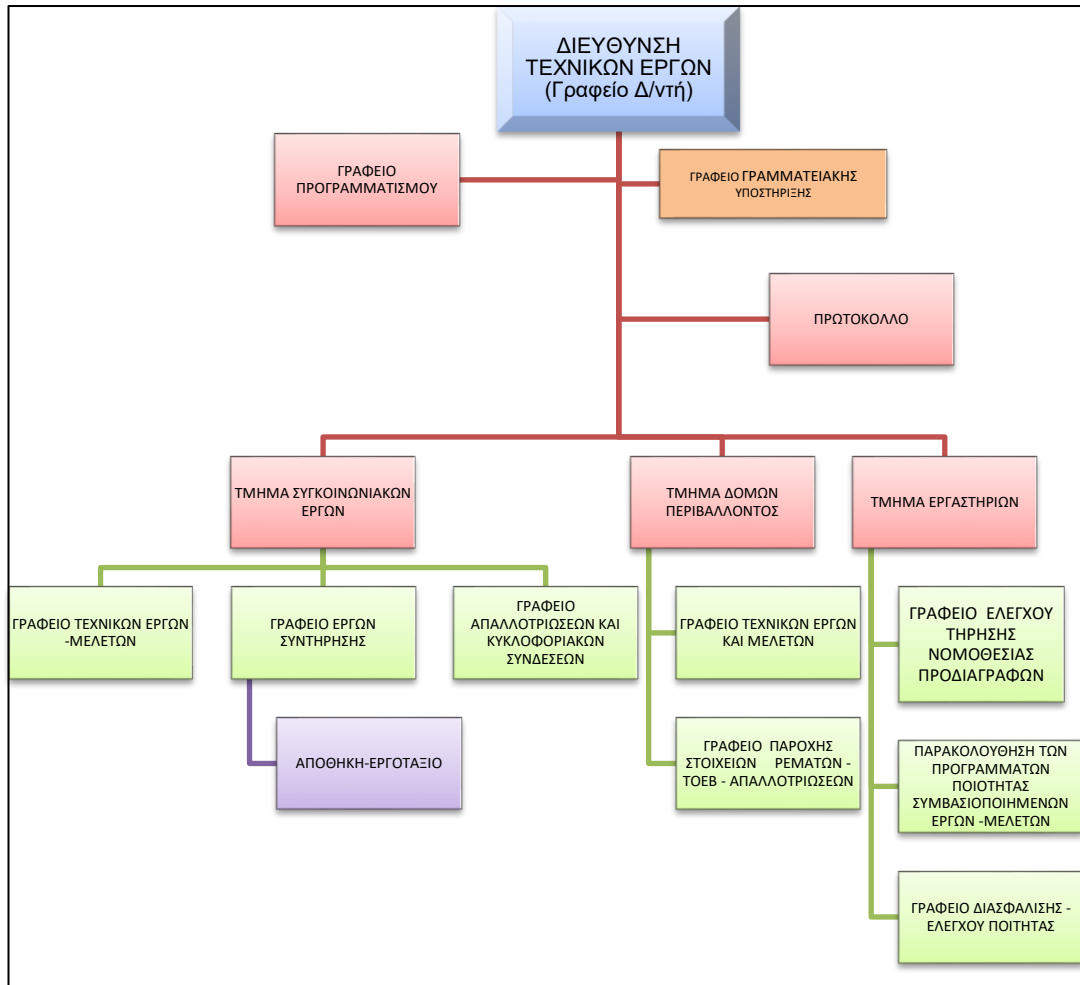 ΔΙΕΥΘΥΝΣΗ
ΤΕΧΝΙΚΩΝ ΕΡΓΩΝ
(Γραφείο Δ/ντή)
ΓΡΑΦΕΙΟ
ΠΡΟΓΡΑΜΜΑΤΙΣΜΟΥ
ΓΡΑΦΕΙΟ ΓΡΑΜΜΑΤΕΙΑΚΗΣ
ΥΠΟΣΤΗΡΙΞΗΣ
ΠΡΩΤΟΚΟΛΛΟ
ΤΜΗΜΑ ΣΥΓΚΟΙΝΩΝΙΑΚΩΝ
ΕΡΓΩΝ
ΤΜΗΜΑ ΔΟΜΩΝ
ΠΕΡΙΒΑΛΛΟΝΤΟΣ
ΤΜΗΜΑ ΕΡΓΑΣΤΗΡΙΩΝ
ΓΡΑΦΕΙΟ ΤΕΧΝΙΚΩΝ ΕΡΓΩΝ
-ΜΕΛΕΤΩΝ
ΓΡΑΦΕΙΟ ΕΡΓΩΝ
ΣΥΝΤΗΡΗΣΗΣ
ΓΡΑΦΕΙΟ
ΑΠΑΛΛΟΤΡΙΩΣΕΩΝ ΚΑΙ
ΚΥΚΛΟΦΟΡΙΑΚΩΝ
ΣΥΝΔΕΣΕΩΝ
ΓΡΑΦΕΙΟ ΤΕΧΝΙΚΩΝ ΕΡΓΩΝ
ΚΑΙ ΜΕΛΕΤΩΝ
ΓΡΑΦΕΙΟ ΕΛΕΓΧΟΥ
ΤΗΡΗΣΗΣ
ΝΟΜΟΘΕΣΙΑΣ
ΠΡΟΔΙΑΓΡΑΦΩΝ
ΑΠΟΘΗΚΗ-ΕΡΓΟΤΑΞΙΟ
ΓΡΑΦΕΙΟ ΠΑΡΟΧΗΣ
ΣΤΟΙΧΕΙΩΝ ΡΕΜΑΤΩΝ -
ΤΟΕΒ - ΑΠΑΛΛΟΤΡΙΩΣΕΩΝ
ΠΑΡΑΚΟΛΟΥΘΗΣΗ ΤΩΝ
ΠΡΟΓΡΑΜΜΑΤΩΝ
ΠΟΙΟΤΗΤΑΣ
ΣΥΜΒΑΣΙΟΠΟΙΗΜΕΝΩΝ
ΕΡΓΩΝ -ΜΕΛΕΤΩΝ
ΓΡΑΦΕΙΟ ΔΙΑΣΦΑΛΙΣΗΣ -
ΕΛΕΓΧΟΥ ΠΟΙΤΗΤΑΣ